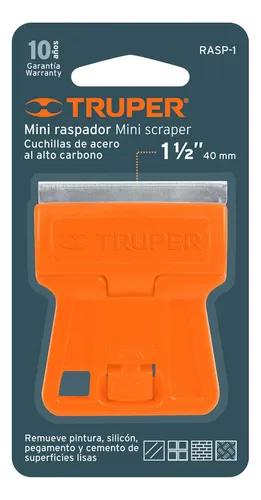 10 años
Garantía
Warranty
RASP-1
TRUPER®
Mini raspador Mini scraper
Cuchillas de acero
al alto carbono
1 ½" 40 mm
TRUPER
Remueve pintura, silicón,
pegamento y cemento de
superficies lisas